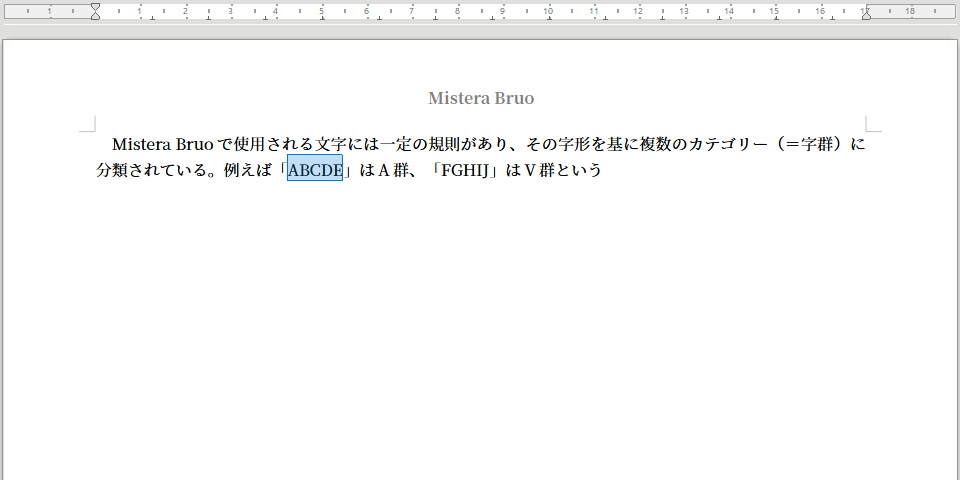 1 1 2 3 4 5 6 7 8 9 10 11 12 13 14 15 16 17 18
Mistera Bruo
Mistera Bruo で使用される文字には一定の規則があり、その字形を基に複数のカテゴリー（＝字群）に
分類されている。例えば「ABCDE」は A 群、「FGHIJ」は V 群という